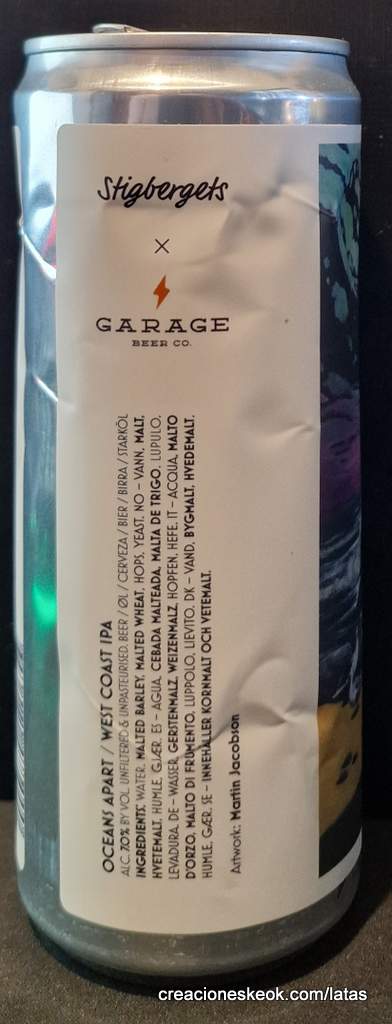 Stigbergets
×
GARAGE
BEER CO.
OCEANS APART / WEST COAST IPA
ALC. 7.0% BY VOL. UNFILTERED & UNPASTEURISED. BEER / ØL / CERVEZA / BIER / BIRRA / STARKÖL
INGREDIENTS: WATER, MALTED BARLEY, MALTED WHEAT, HOPS, YEAST. NO – VANN, MALT,
HVETEMALT, HUMLE, GJÆR. ES – AGUA, CEBADA MALTEADA, MALTA DE TRIGO, LUPULO,
LEVADURA. DE – WASSER, GERSTENMALZ, WEIZENMALZ, HOPFEN, HEFE. IT – ACQUA, MALTO
D'ORZO, MALTO DI FRUMENTO, LUPPOLO, LIEVITO. DK – VAND, BYGMALT, HVEDEMALT,
HUMLE, GÆR. SE – INNEHÅLLER KORNMALT OCH VETEMALT.
Artwork: Martin Jacobson
creacioneskeok.com/latas